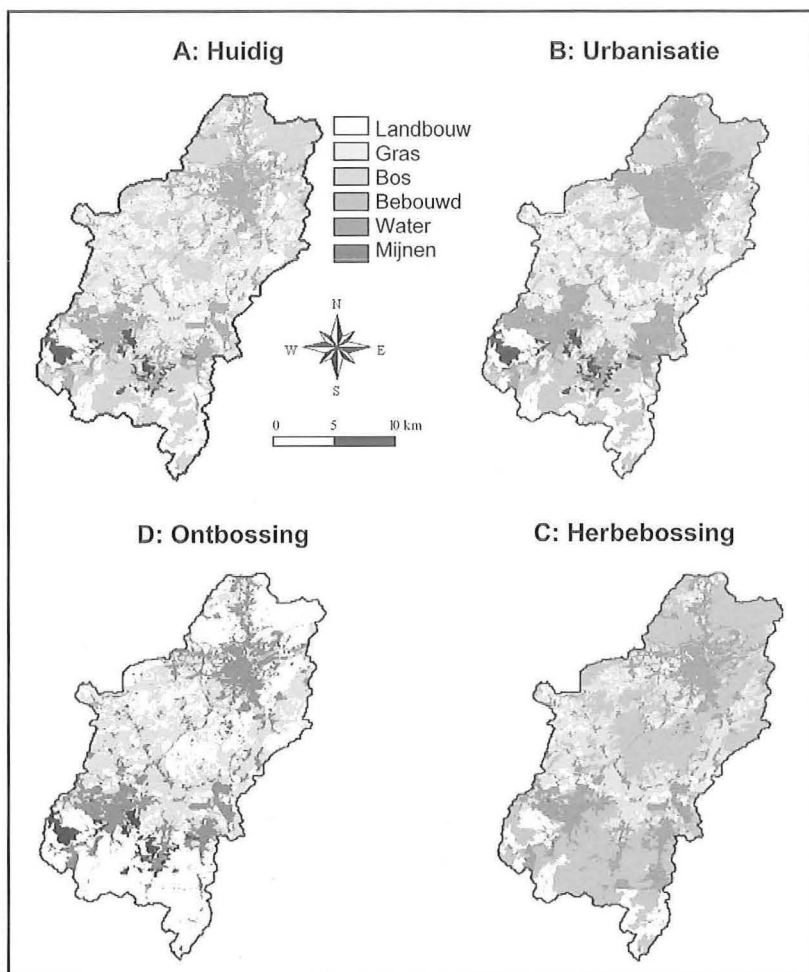 A: Huidig
B: Urbanisatie
Landbouw
Gras
Bos
Bebouwd
Water
Mijnen
N
W E
S
0 5 10 km
D: Ontbossing
C: Herbebossing